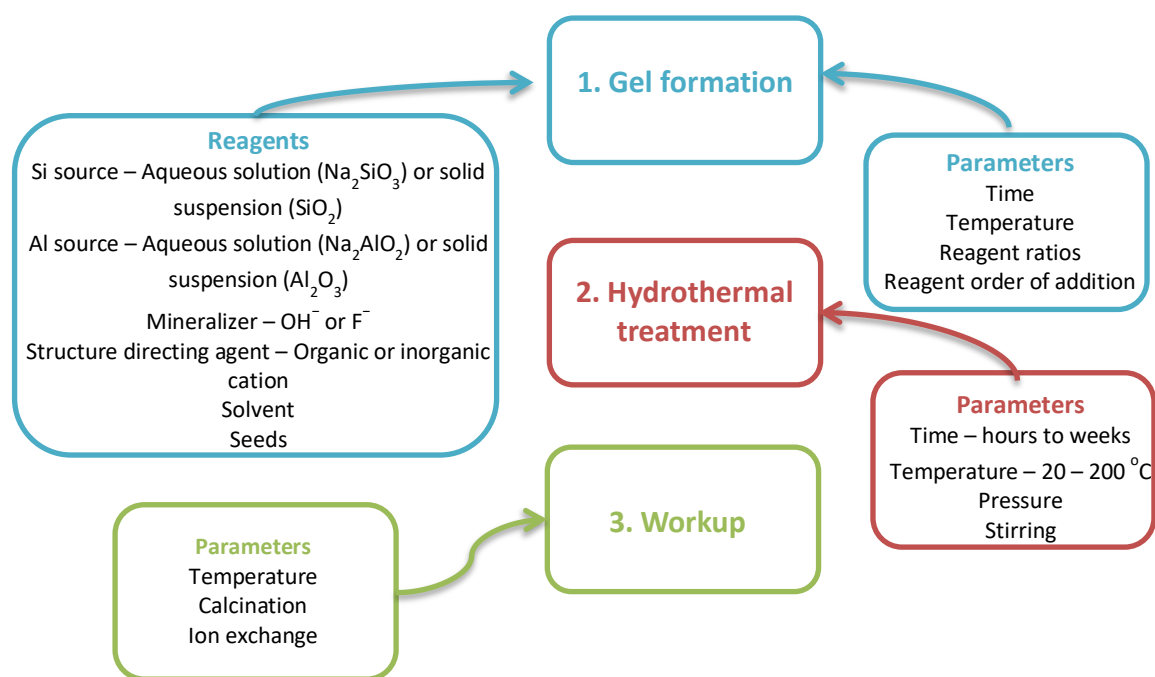 1. Gel formation
Reagents
Si source – Aqueous solution (Na₂SiO₃) or solid
suspension (SiO₂)
Al source – Aqueous solution (Na₂AlO₂) or solid
suspension (Al₂O₃)
Mineralizer – OH⁻ or F⁻
Structure directing agent – Organic or inorganic
cation
Solvent
Seeds
Parameters
Time
Temperature
Reagent ratios
Reagent order of addition
2. Hydrothermal
treatment
Parameters
Time – hours to weeks
Temperature – 20 – 200 °C
Pressure
Stirring
3. Workup
Parameters
Temperature
Calcination
Ion exchange